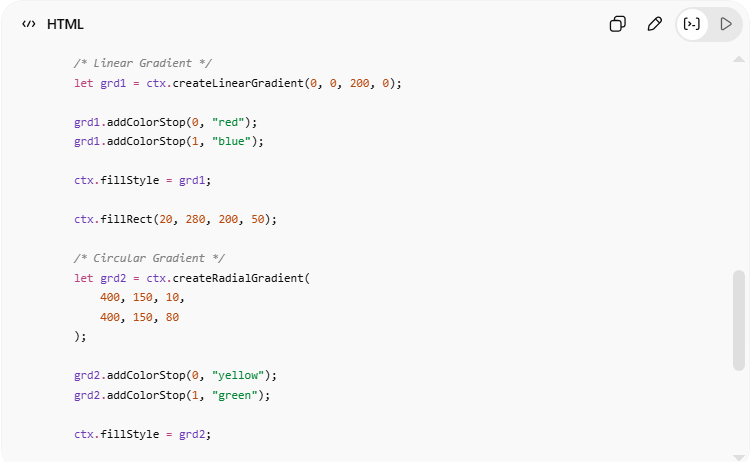 HTML
/* Linear Gradient */
let grd1 = ctx.createLinearGradient(0, 0, 200, 0);
grd1.addColorStop(0, "red");
grd1.addColorStop(1, "blue");
ctx.fillStyle = grd1;
ctx.fillRect(20, 280, 200, 50);
/* Circular Gradient */
let grd2 = ctx.createRadialGradient(
    400, 150, 10,
    400, 150, 80
);
grd2.addColorStop(0, "yellow");
grd2.addColorStop(1, "green");
ctx.fillStyle = grd2;